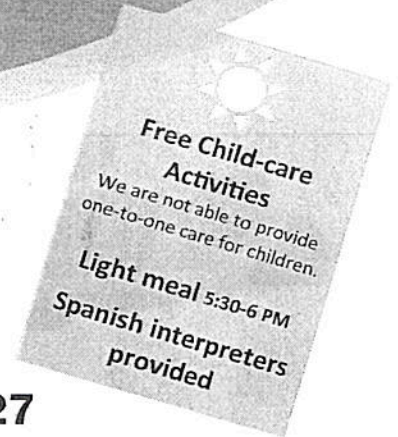 Free Child-care
Activities
We are not able to provide
one-to-one care for children.
Light meal 5:30-6 PM
Spanish interpreters
provided
27